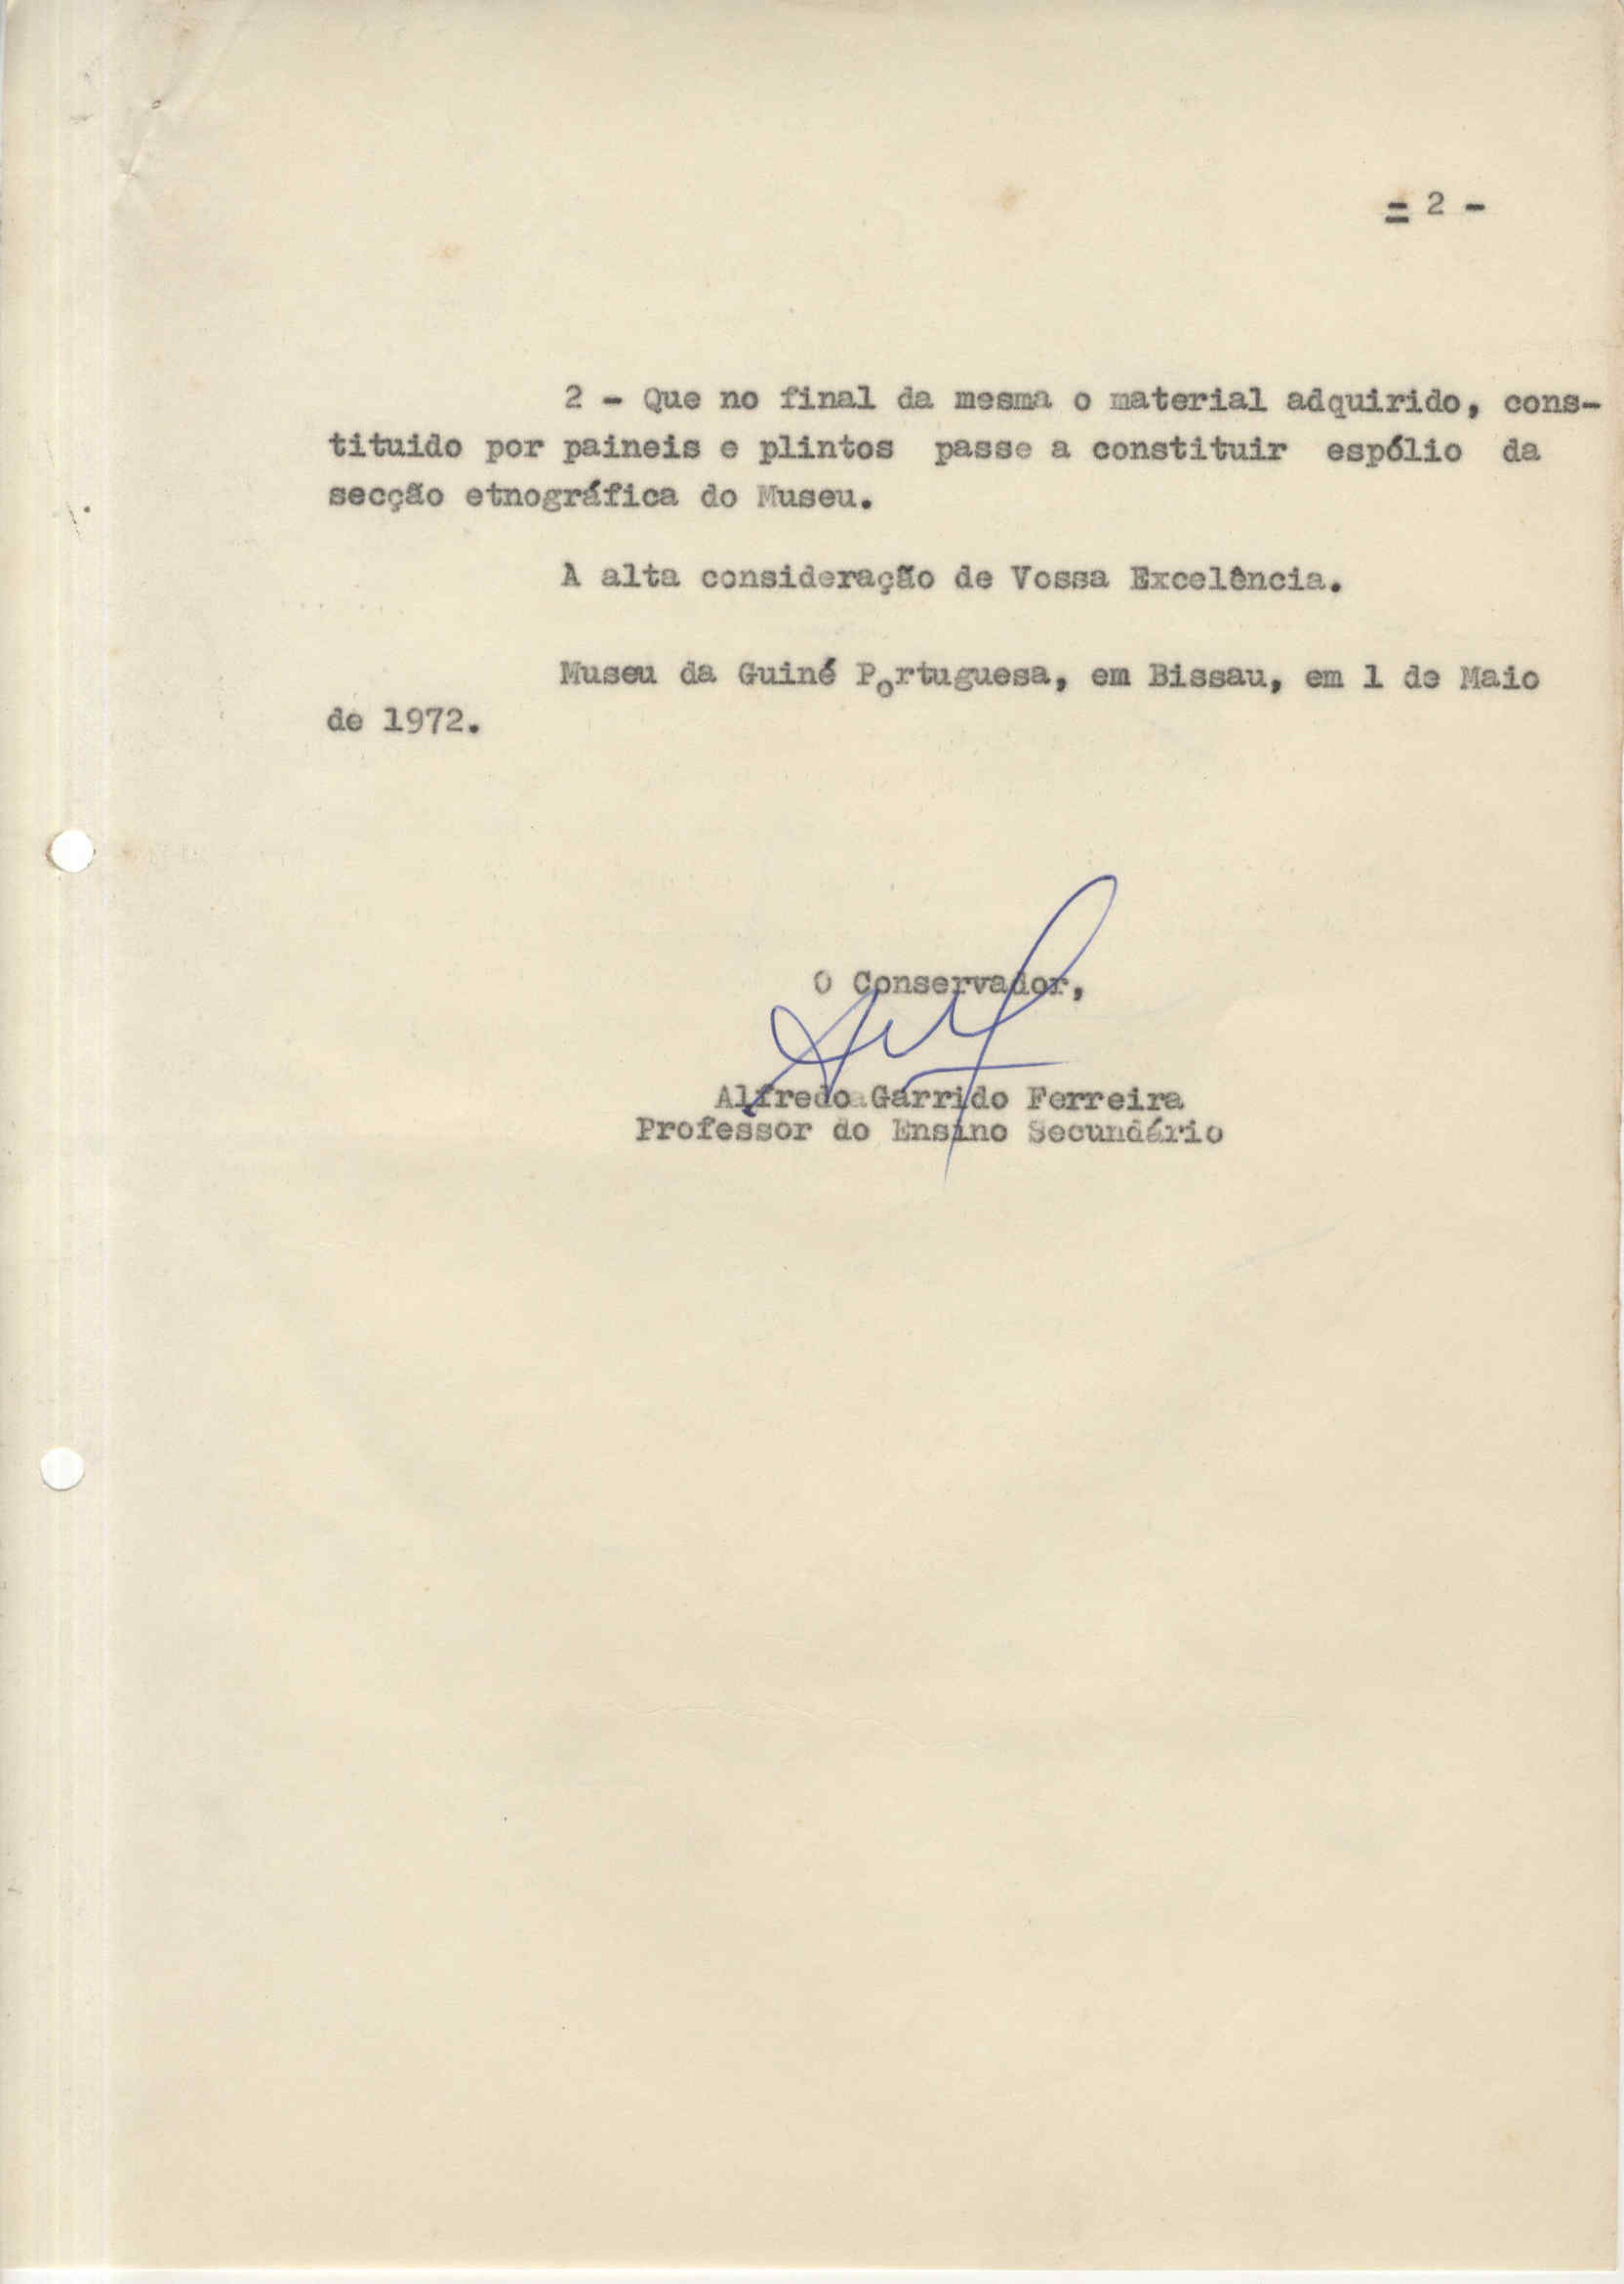 = 2 -
2 - Que no final da mesma o material adquirido, cons-
tituido por paineis e plintos passe a constituir espólio da
secção etnográfica do Museu.
A alta consideração de Vossa Excelência.
Museu da Guiné Portuguesa, em Bissau, em 1 de Maio
de 1972.
O Conservador,
Alfredo Garrido Ferreira
Professor do Ensino Secundário